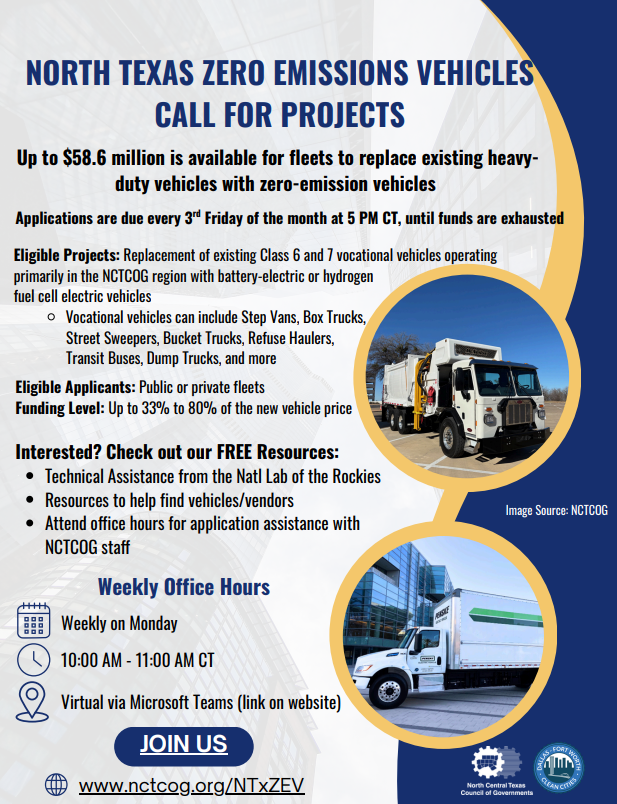 NORTH TEXAS ZERO EMISSIONS VEHICLES
CALL FOR PROJECTS
Up to $58.6 million is available for fleets to replace existing heavy-
duty vehicles with zero-emission vehicles
Applications are due every 3rd Friday of the month at 5 PM CT, until funds are exhausted
Eligible Projects: Replacement of existing Class 6 and 7 vocational vehicles operating
primarily in the NCTCOG region with battery-electric or hydrogen
fuel cell electric vehicles
○ Vocational vehicles can include Step Vans, Box Trucks,
Street Sweepers, Bucket Trucks, Refuse Haulers,
Transit Buses, Dump Trucks, and more
Eligible Applicants: Public or private fleets
Funding Level: Up to 33% to 80% of the new vehicle price
Interested? Check out our FREE Resources:
• Technical Assistance from the Natl Lab of the Rockies
• Resources to help find vehicles/vendors
• Attend office hours for application assistance with
NCTCOG staff
Image Source: NCTCOG
Weekly Office Hours
Weekly on Monday
10:00 AM - 11:00 AM CT
Virtual via Microsoft Teams (link on website)
PENSKE
JOIN US
www.nctcog.org/NTxZEV
North Central Texas
Council of Governments
DALLAS-FORT WORTH
CLEAN CITIES